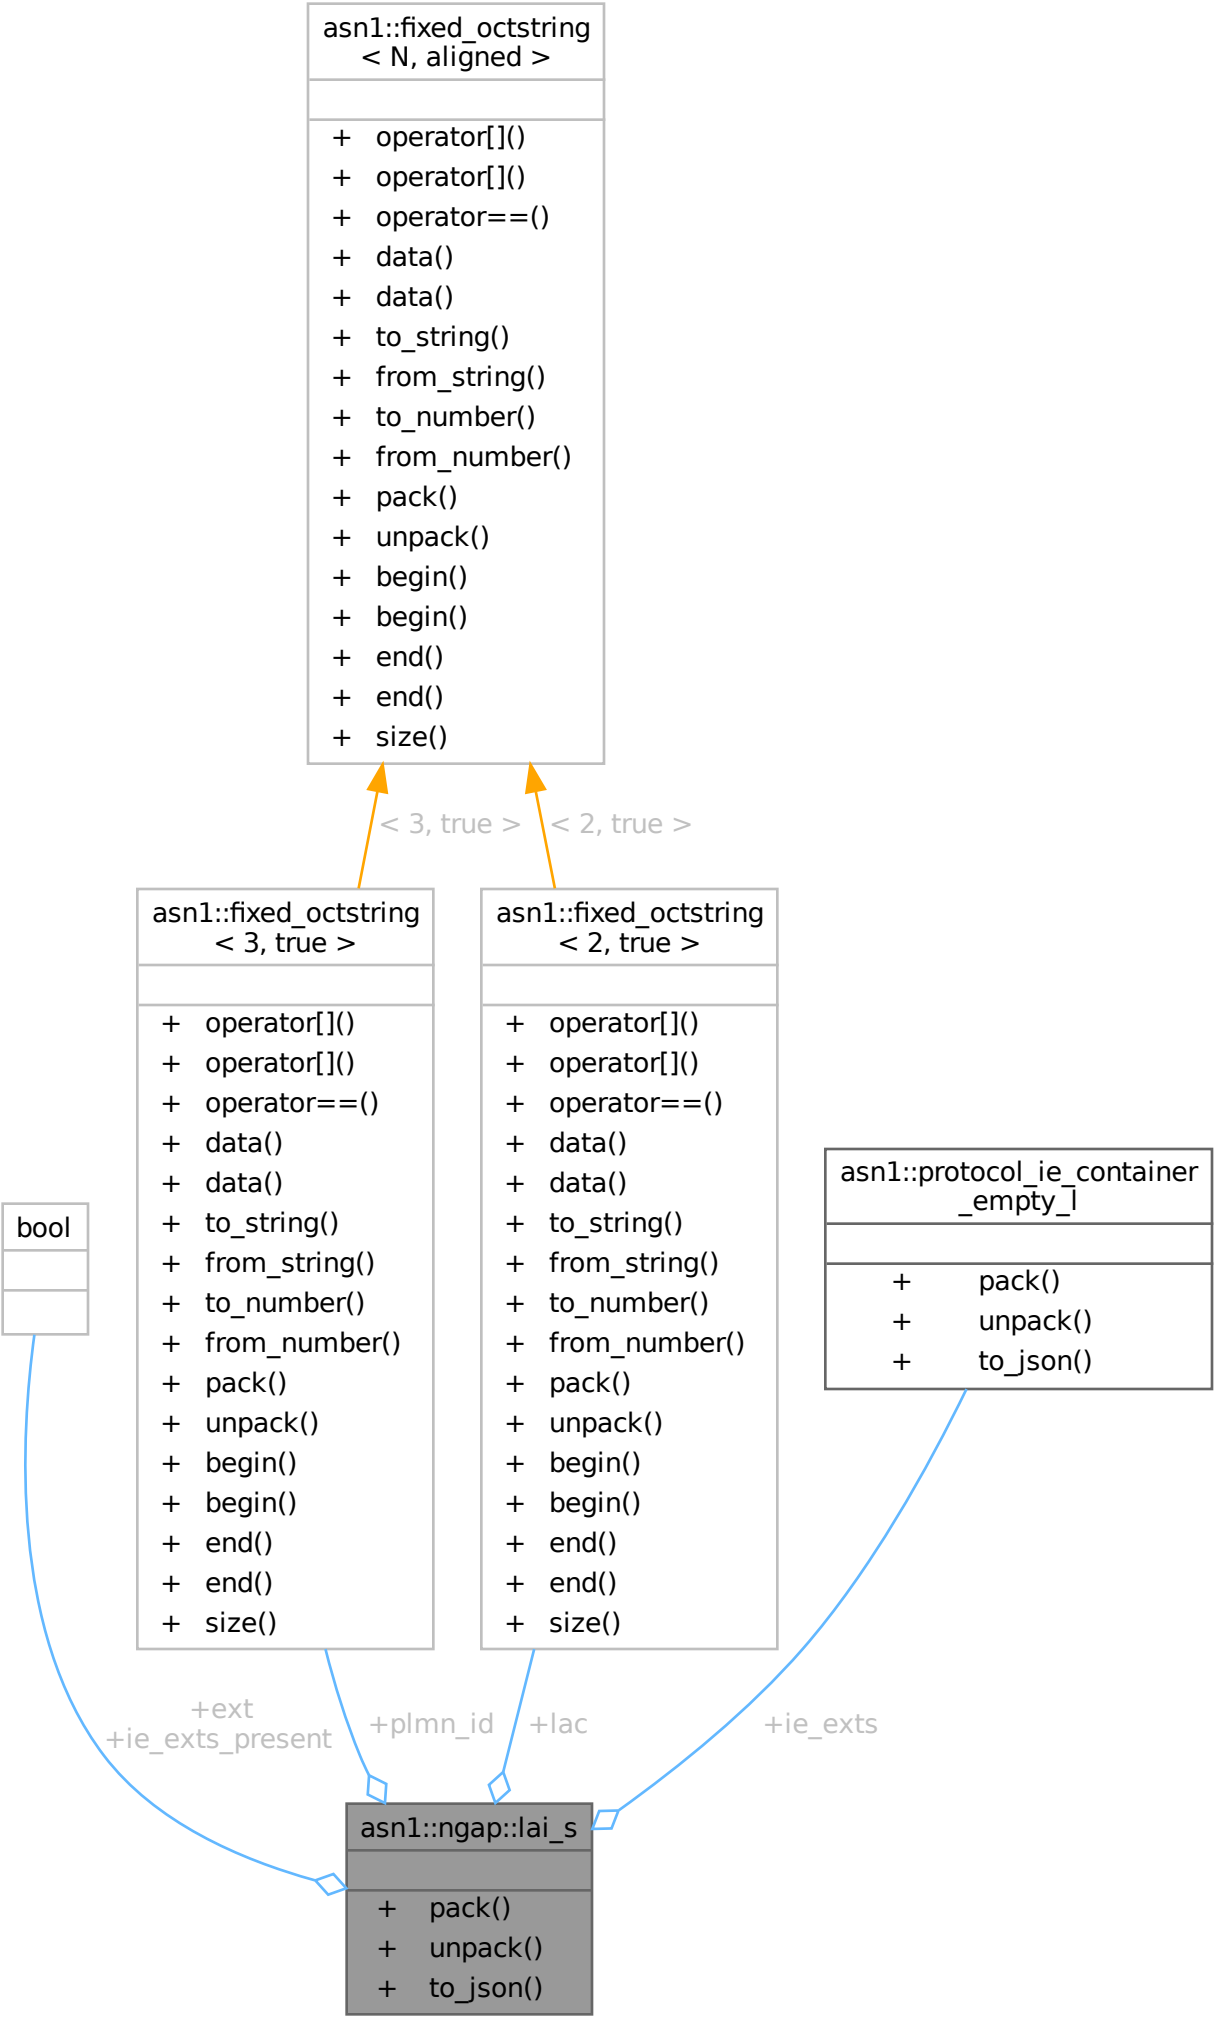 asn1::fixed_octstring
< N, aligned >
+ operator[]()
+ operator[]()
+ operator==()
+ data()
+ data()
+ to_string()
+ from_string()
+ to_number()
+ from_number()
+ pack()
+ unpack()
+ begin()
+ begin()
+ end()
+ end()
+ size()
< 3, true >
< 2, true >
asn1::fixed_octstring
< 3, true >
+ operator[]()
+ operator[]()
+ operator==()
+ data()
+ data()
+ to_string()
+ from_string()
+ to_number()
+ from_number()
+ pack()
+ unpack()
+ begin()
+ begin()
+ end()
+ end()
+ size()
asn1::fixed_octstring
< 2, true >
+ operator[]()
+ operator[]()
+ operator==()
+ data()
+ data()
+ to_string()
+ from_string()
+ to_number()
+ from_number()
+ pack()
+ unpack()
+ begin()
+ begin()
+ end()
+ end()
+ size()
asn1::protocol_ie_container
_empty_l
+ pack()
+ unpack()
+ to_json()
bool
+ext
+ie_exts_present
+plmn_id
+lac
+ie_exts
asn1::ngap::lai_s
+ pack()
+ unpack()
+ to_json()